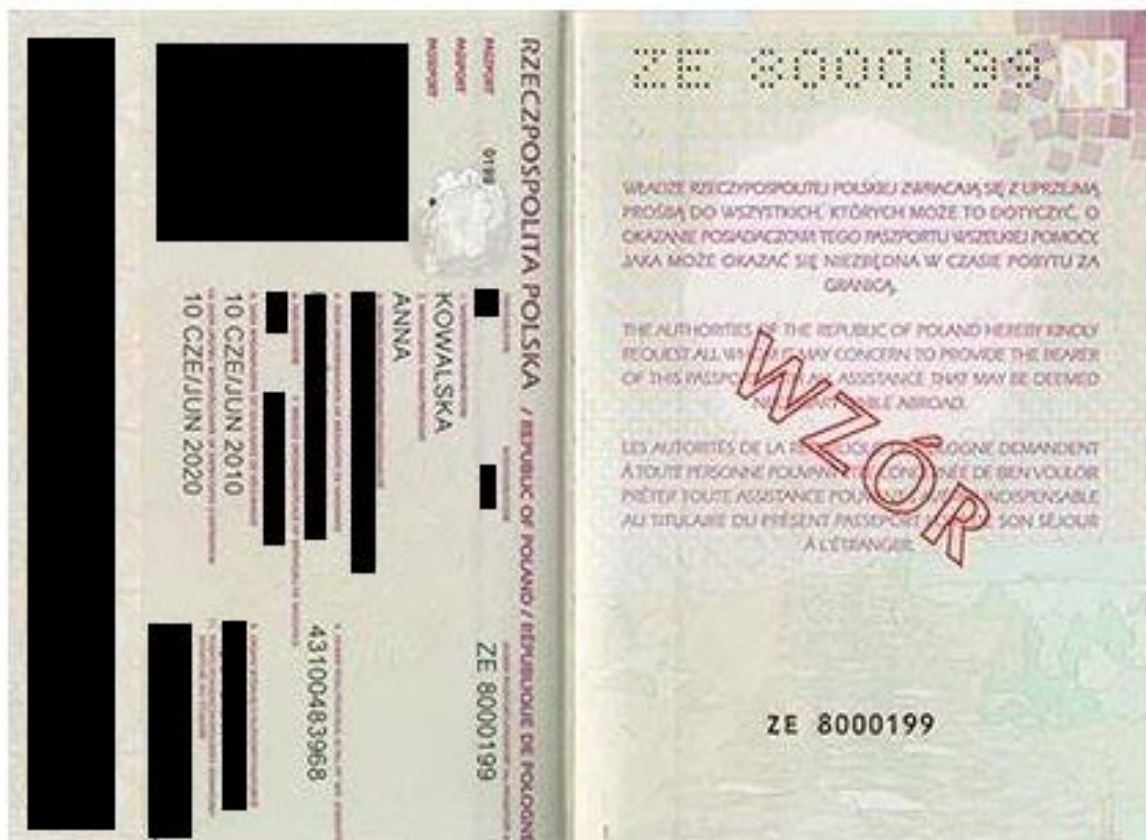 RZECZPOSPOLITA POLSKA / REPUBLIC OF POLAND / RÉPUBLIQUE DE POLOGNE
PASZPORT
PASSPORT
PASSEPORT
0199
ZE 8000199
KOWALSKA
ANNA
43100483968
10 CZE/JUN 2010
10 CZE/JUN 2020
ZE 8000199
RP
WŁADZE RZECZYPOSPOLITEJ POLSKIEJ ZWRACAJĄ SIĘ Z UPRZEJMĄ
PROŚBĄ DO WSZYSTKICH, KTÓRYCH MOŻE TO DOTYCZYĆ, O
OKAZANIE POSIADACZOWI TEGO PASZPORTU WSZELKIEJ POMOCY,
JAKA MOŻE OKAZAĆ SIĘ NIEZBĘDNA W CZASIE POBYTU ZA
GRANICĄ.
THE AUTHORITIES OF THE REPUBLIC OF POLAND HEREBY KINDLY
REQUEST ALL WHOM IT MAY CONCERN TO PROVIDE THE BEARER
OF THIS PASSPORT ALL ASSISTANCE THAT MAY BE DEEMED
ABROAD.
LES AUTORITÉS DE LA POLOGNE DEMANDENT
À TOUTE PERSONNE DE BIEN VOULOIR
PRÊTER TOUTE ASSISTANCE INDISPENSABLE
AU TITULAIRE DU PRÉSENT PASSEPORT SON SÉJOUR
À L'ÉTRANGER.
WZÓR
ZE 8000199